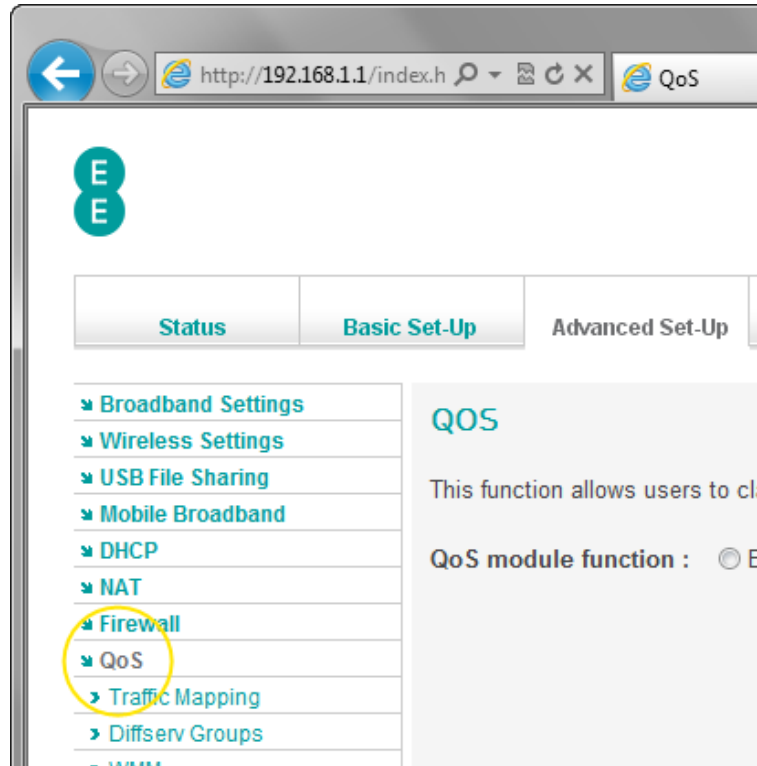 http://192.168.1.1/index.h
QoS
E
E
Status
Basic Set-Up
Advanced Set-Up
Broadband Settings
Wireless Settings
USB File Sharing
Mobile Broadband
DHCP
NAT
Firewall
QoS
Traffic Mapping
Diffserv Groups
WMM
QOS
This function allows users to cl
QoS module function : E